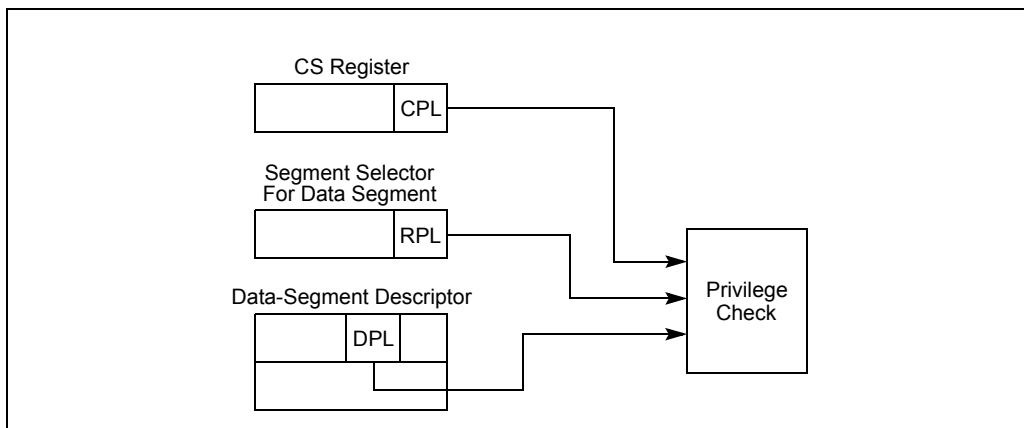 CS Register
CPL
Segment Selector
For Data Segment
RPL
Data-Segment Descriptor
DPL
Privilege
Check